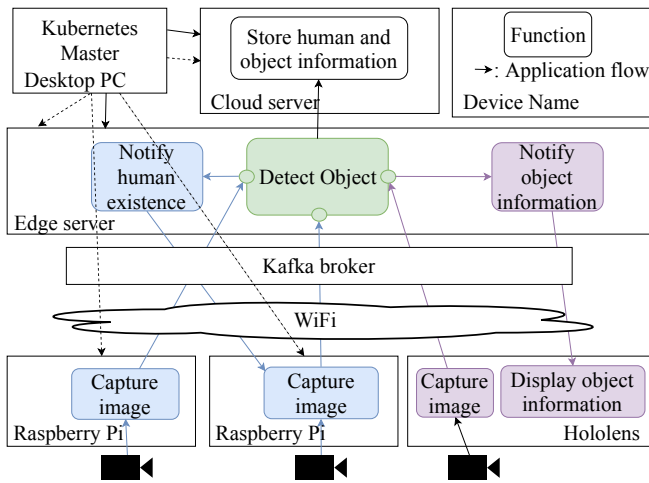 Kubernetes
Master
Desktop PC
Store human and
object information
Cloud server
Function
: Application flow
Device Name
Notify
human
existence
Detect Object
Notify
object
information
Edge server
Kafka broker
WiFi
Capture
image
Raspberry Pi
Capture
image
Raspberry Pi
Capture
image
Display object
information
Hololens